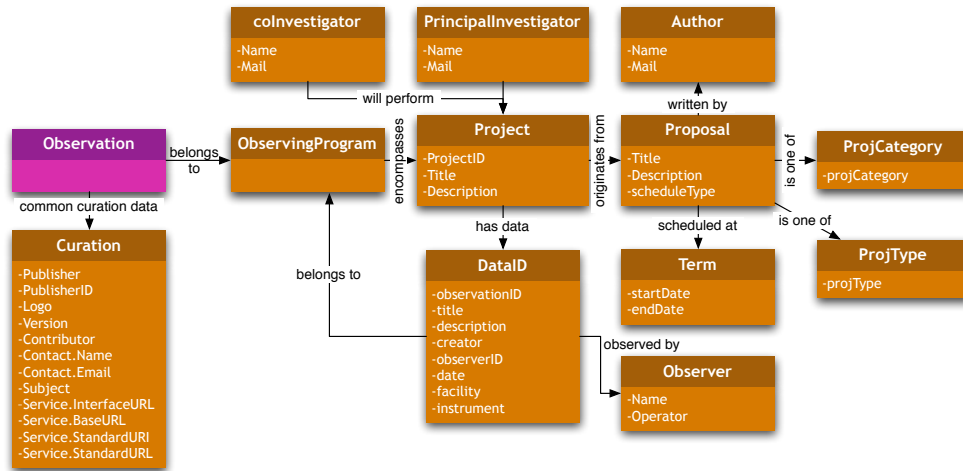 coInvestigator
-Name
-Mail
PrincipalInvestigator
-Name
-Mail
Author
-Name
-Mail
will perform
written by
Observation
belongs
to
ObservingProgram
encompasses
Project
-ProjectID
-Title
-Description
originates from
Proposal
-Title
-Description
-scheduleType
is one of
ProjCategory
-projCategory
common curation data
has data
scheduled at
is one of
Curation
-Publisher
-PublisherID
-Logo
-Version
-Contributor
-Contact.Name
-Contact.Email
-Subject
-Service.InterfaceURL
-Service.BaseURL
-Service.StandardURI
-Service.StandardURL
belongs to
DataID
-observationID
-title
-description
-creator
-observerID
-date
-facility
-instrument
Term
-startDate
-endDate
ProjType
-projType
observed by
Observer
-Name
-Operator